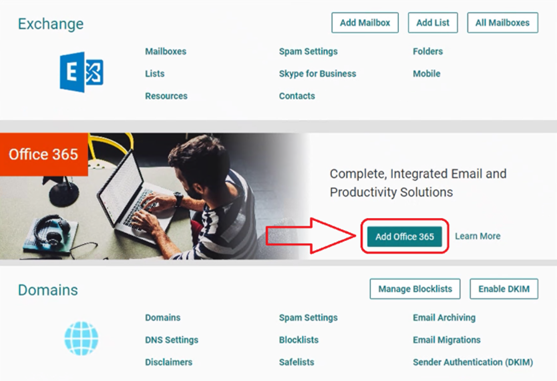 Exchange
Add Mailbox
Add List
All Mailboxes
Mailboxes
Spam Settings
Folders
Lists
Skype for Business
Mobile
Resources
Contacts
Office 365
Complete, Integrated Email and
Productivity Solutions
Add Office 365
Learn More
Domains
Manage Blocklists
Enable DKIM
Domains
Spam Settings
Email Archiving
DNS Settings
Blocklists
Email Migrations
Disclaimers
Safelists
Sender Authentication (DKIM)